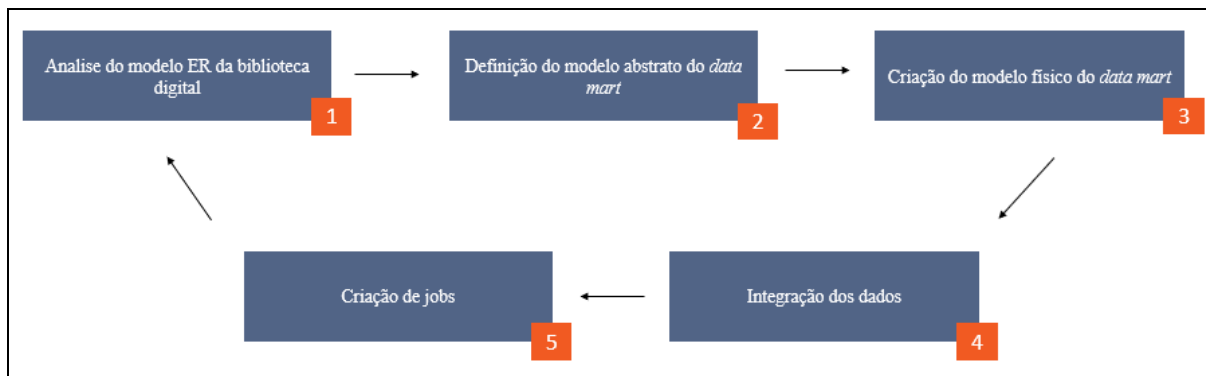 Analise do modelo ER da biblioteca
digital
1
Definição do modelo abstrato do data
mart
2
Criação do modelo físico do data mart
3
Integração dos dados
4
Criação de jobs
5